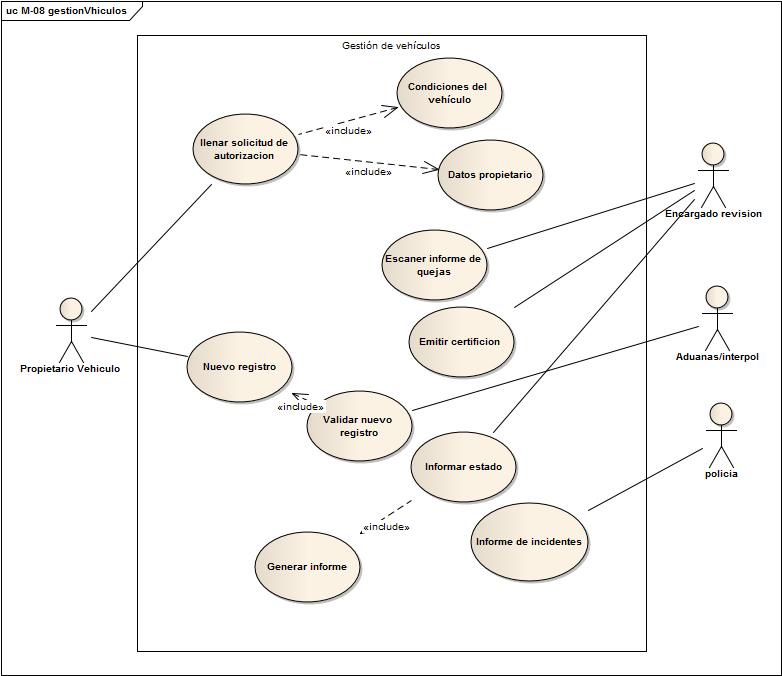 uc M-08 gestionVhiculos
Gestión de vehículos
Condiciones del
vehículo
llenar solicitud de
autorizacion
«include»
«include»
Datos propietario
Encargado revision
Escaner informe de
quejas
Emitir certificion
Aduanas/interpol
Propietario Vehiculo
Nuevo registro
«include»
Validar nuevo
registro
Informar estado
policia
«include»
Informe de incidentes
Generar informe